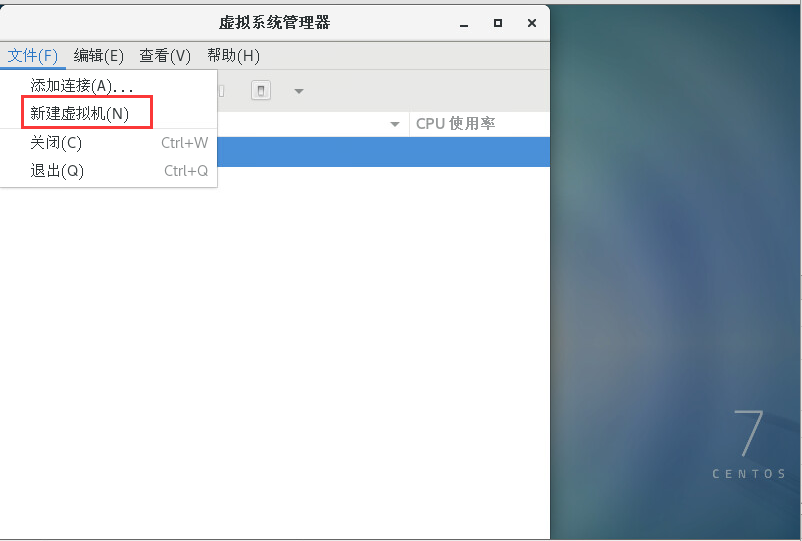 虚拟系统管理器
文件(F) 编辑(E) 查看(V) 帮助(H)
添加连接(A)...
新建虚拟机(N)
CPU 使用率
关闭(C) Ctrl+W
退出(Q) Ctrl+Q
7
CENTOS